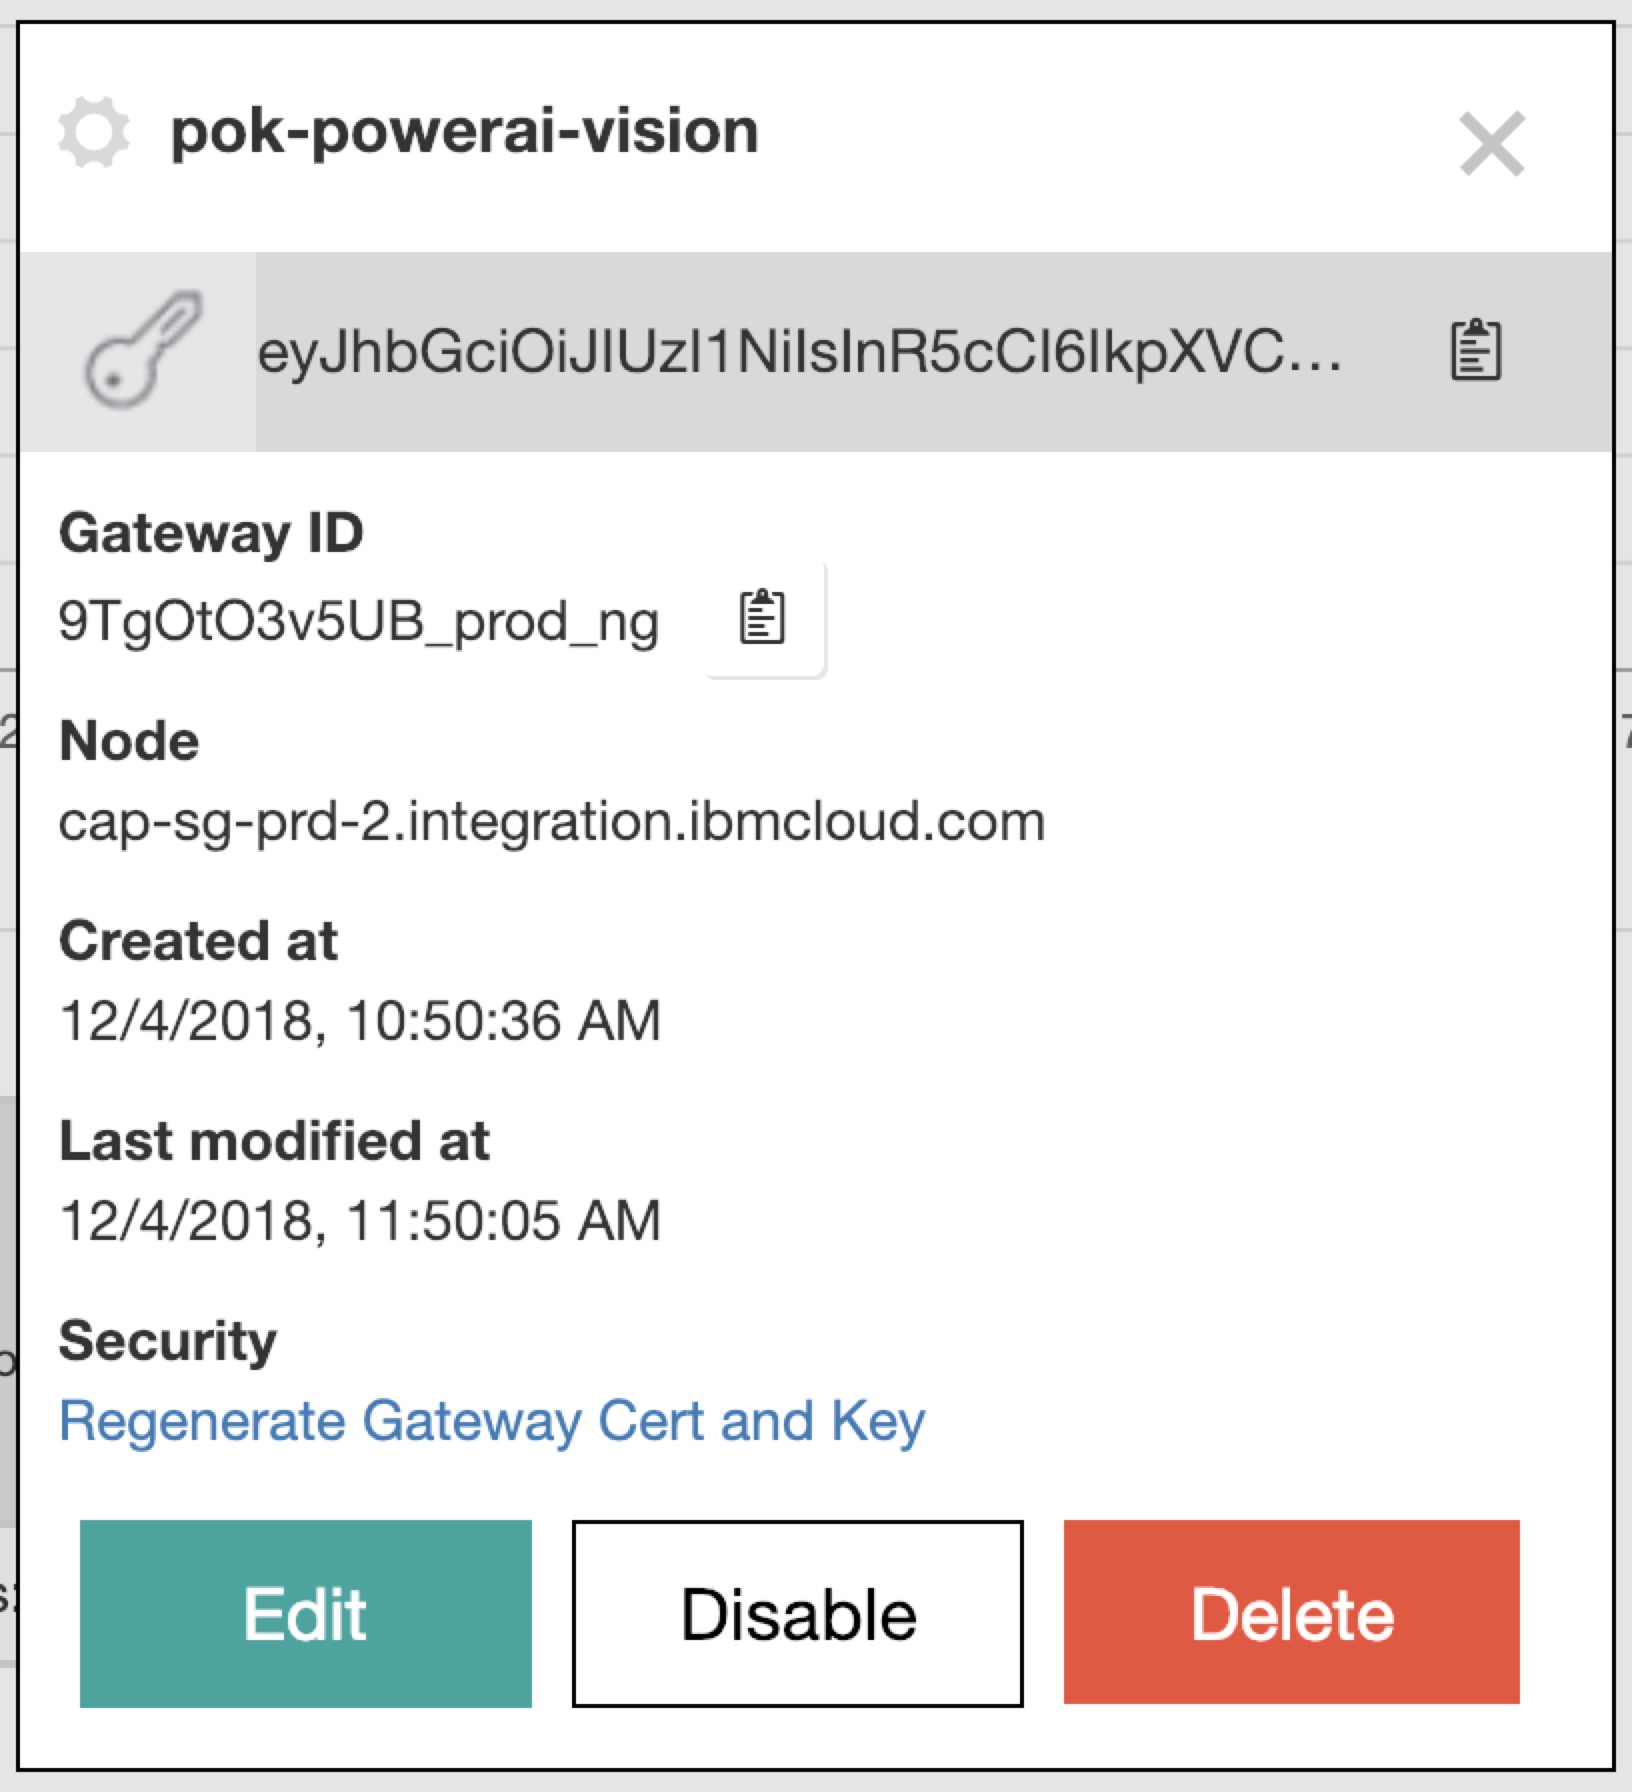 pok-powerai-vision
eyJhbGciOiJIUzI1NiIsInR5cCI6IkpXVC...
Gateway ID
9TgOtO3v5UB_prod_ng
Node
cap-sg-prd-2.integration.ibmcloud.com
Created at
12/4/2018, 10:50:36 AM
Last modified at
12/4/2018, 11:50:05 AM
Security
Regenerate Gateway Cert and Key
Edit
Disable
Delete